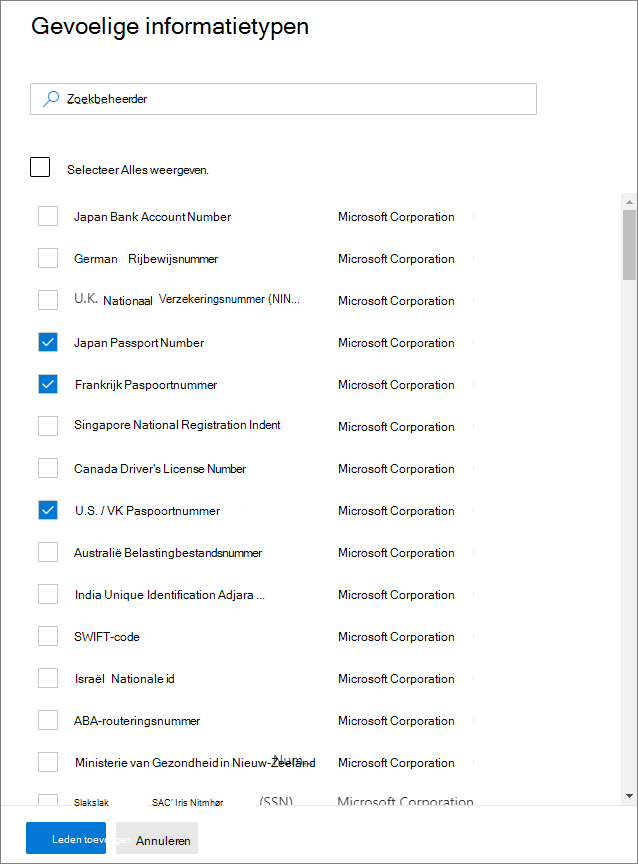 Gevoelige informatietypen
Zoekbeheerder
Selecteer Alles weergeven.
Japan Bank Account Number Microsoft Corporation
German Rijbewijsnummer Microsoft Corporation
U.K. Nationaal Verzekeringsnummer (NIN... Microsoft Corporation
Japan Passport Number Microsoft Corporation
Frankrijk Paspoortnummer Microsoft Corporation
Singapore National Registration Indent Microsoft Corporation
Canada Driver's License Number Microsoft Corporation
U.S. / VK Paspoortnummer Microsoft Corporation
Australië Belastingbestandsnummer Microsoft Corporation
India Unique Identification Adjara ... Microsoft Corporation
SWIFT-code Microsoft Corporation
Israël Nationale id Microsoft Corporation
ABA-routeringsnummer Microsoft Corporation
Ministerie van Gezondheid in Nieuw-Zeeland Num... Microsoft Corporation
Slakslak SAC' Iris Nitmhør (SSN) Microsoft Corporation
Leden toevoegen Annuleren